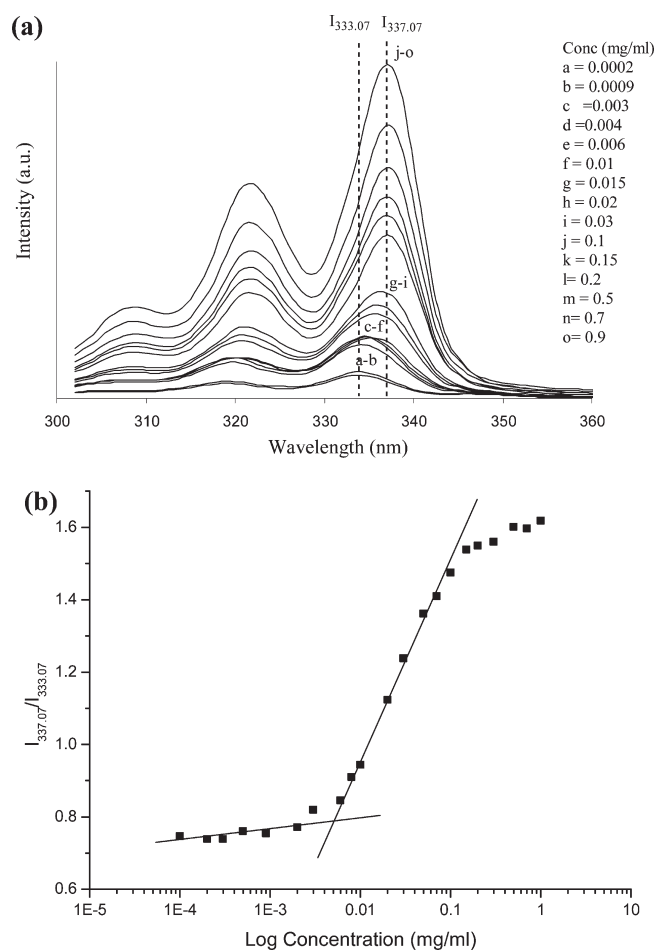 (a)
I333.07 I337.07
j-o
Conc (mg/ml)
a = 0.0002
b = 0.0009
c =0.003
d =0.004
e = 0.006
f = 0.01
g = 0.015
h = 0.02
i = 0.03
j = 0.1
k = 0.15
l= 0.2
m = 0.5
n= 0.7
o= 0.9
g-i
c-f
a-b
Intensity (a.u.)
300 310 320 330 340 350 360
Wavelength (nm)
(b)
1.6
1.4
1.2
1.0
0.8
0.6
I337.07/I333.07
1E-5 1E-4 1E-3 0.01 0.1 1 10
Log Concentration (mg/ml)